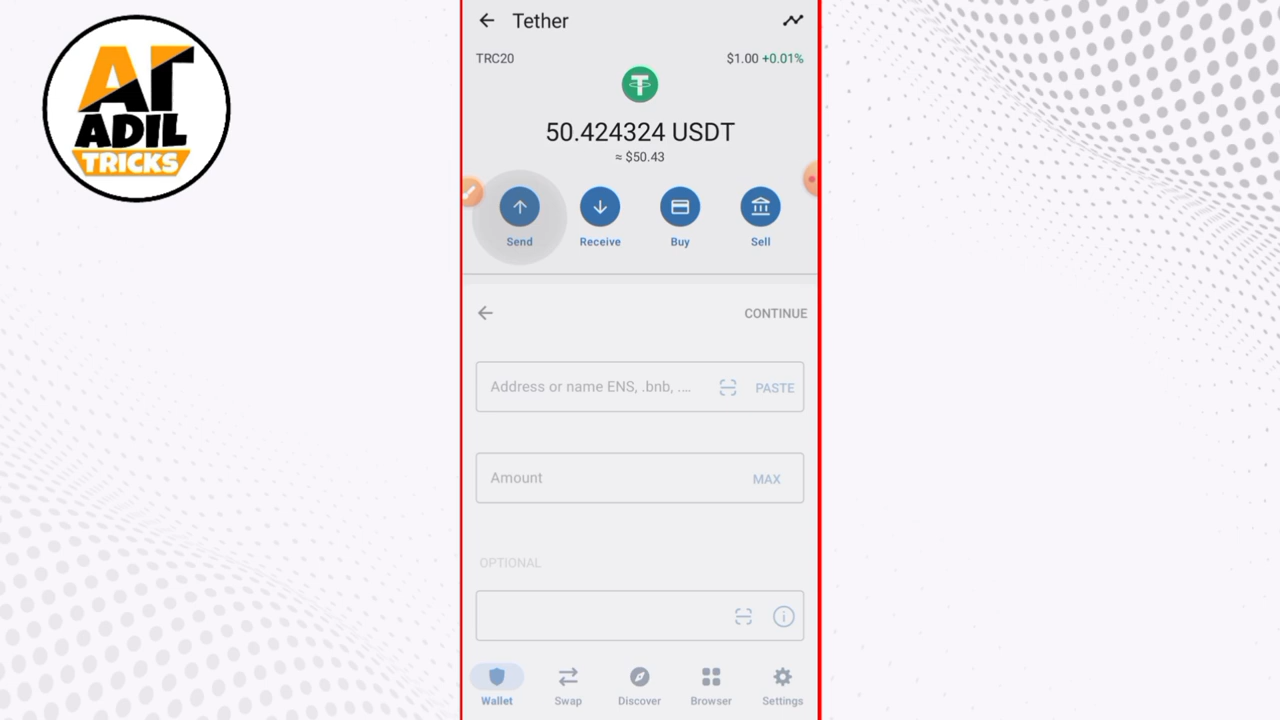 AT
ADIL
TRICKS
Tether
TRC20
$1.00 +0.01%
50.424324 USDT
≈ $50.43
Send
Receive
Buy
Sell
CONTINUE
Address or name ENS, .bnb, ....
PASTE
Amount
MAX
OPTIONAL
Wallet
Swap
Discover
Browser
Settings